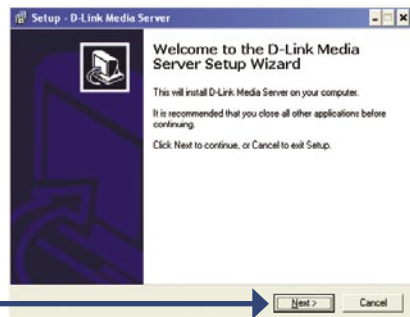 Setup - D-Link Media Server
Welcome to the D-Link Media
Server Setup Wizard
This will install D-Link Media Server on your computer.
It is recommended that you close all other applications before
continuing.
Click Next to continue, or Cancel to exit Setup.
Next >
Cancel